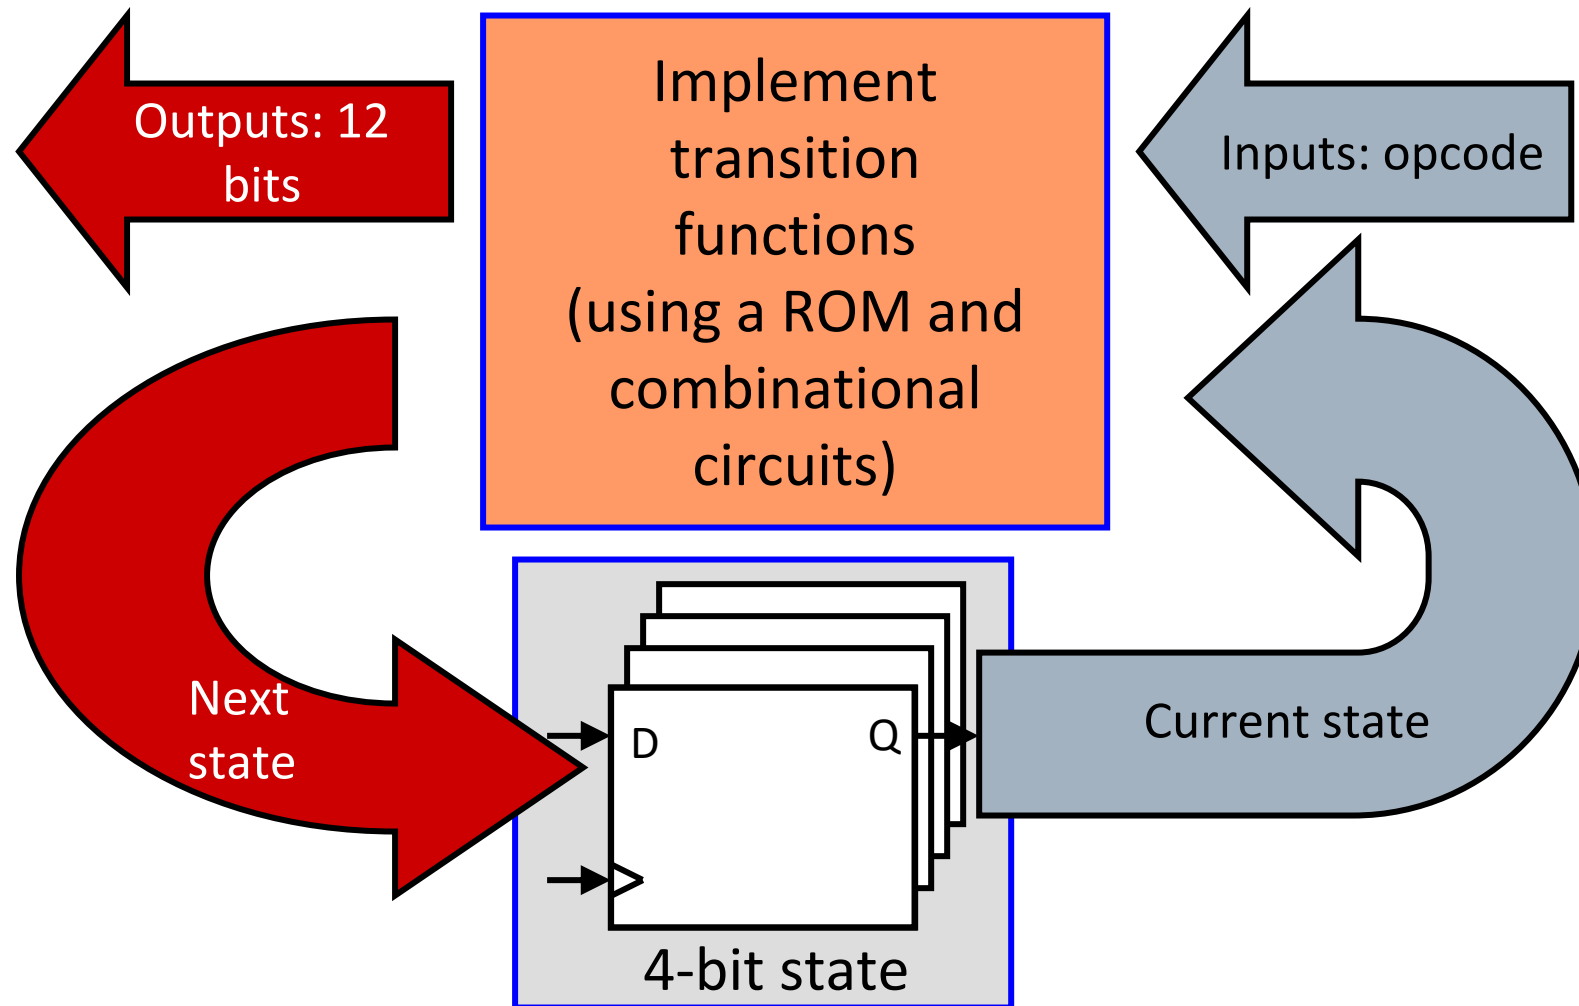 Outputs: 12
bits
Implement
transition
functions
(using a ROM and
combinational
circuits)
Inputs: opcode
Next
state
D
Q
Current state
4-bit state